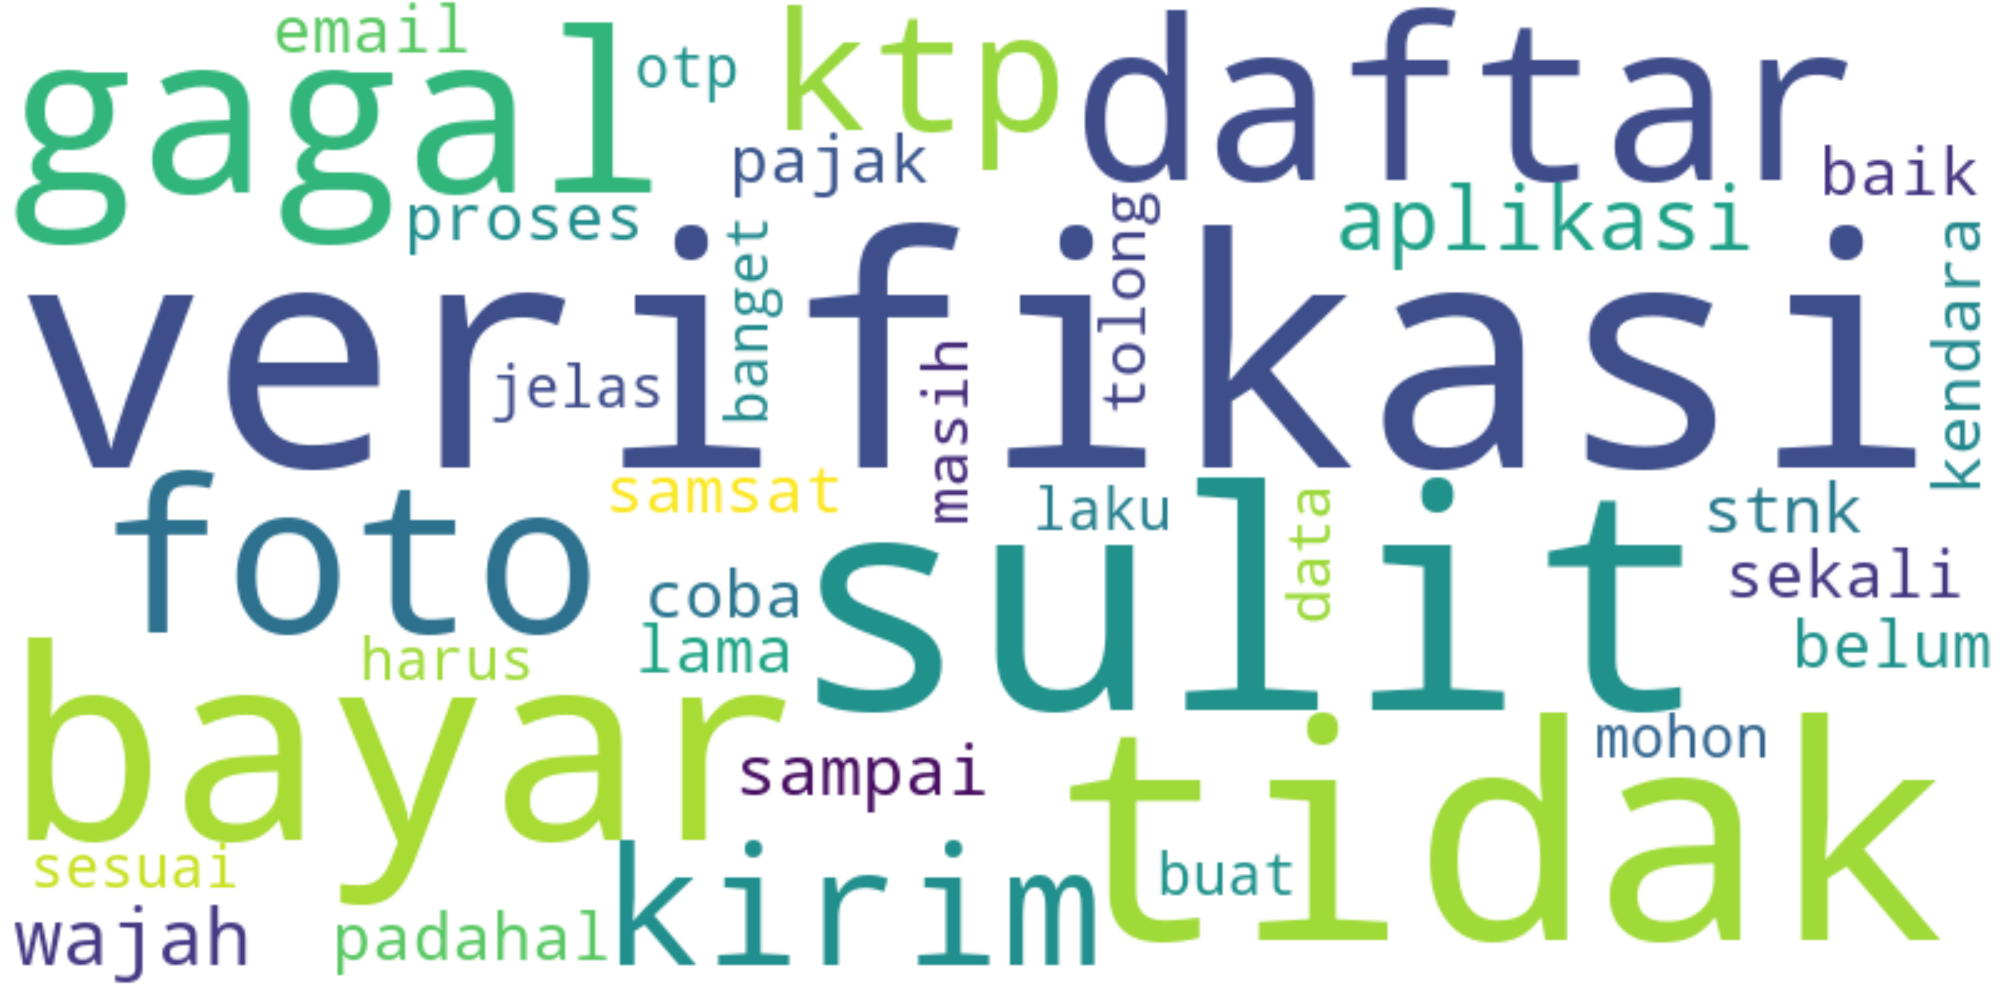 email
gagal
otp
ktp
daftar
pajak
baik
proses
aplikasi
tolong
banget
kendara
verifikasi
jelas
masih
samsat
foto
laku
data
stnk
sulit
sekali
coba
lama
belum
harus
bayar
mohon
sampai
tidak
sesuai
kirim
buat
wajah
padahal